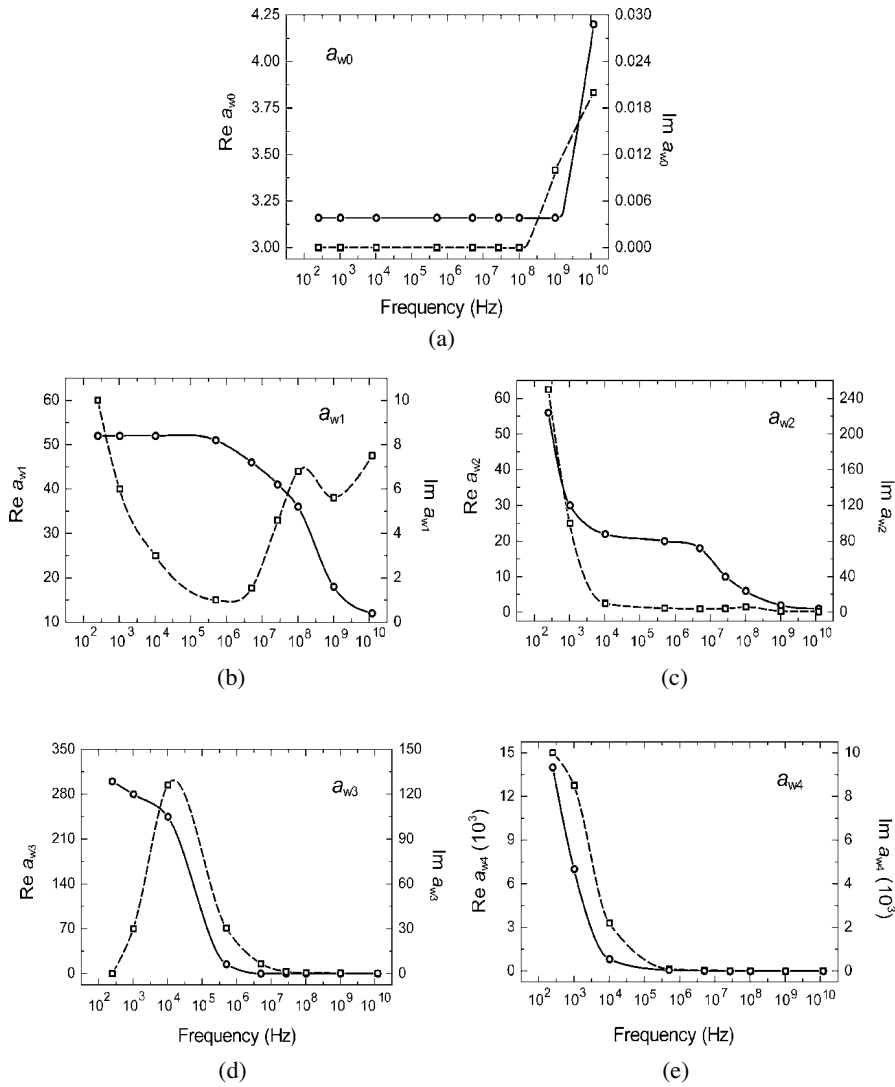 a_w0
Re a_w0
4.25
4.00
3.75
3.50
3.25
3.00
0.030
0.024
0.018
0.012
0.006
0.000
Im a_w0
10^2 10^3 10^4 10^5 10^6 10^7 10^8 10^9 10^10
Frequency (Hz)
(a)
a_w1
Re a_w1
60
50
40
30
20
10
10
8
6
4
2
0
Im a_w1
10^2 10^3 10^4 10^5 10^6 10^7 10^8 10^9 10^10
(b)
a_w2
Re a_w2
60
50
40
30
20
10
0
240
200
160
120
80
40
0
Im a_w2
10^2 10^3 10^4 10^5 10^6 10^7 10^8 10^9 10^10
(c)
a_w3
Re a_w3
350
280
210
140
70
0
150
120
90
60
30
0
Im a_w3
10^2 10^3 10^4 10^5 10^6 10^7 10^8 10^9 10^10
Frequency (Hz)
(d)
a_w4
Re a_w4 (10^3)
15
12
9
6
3
0
10
8
6
4
2
0
Im a_w4 (10^3)
10^2 10^3 10^4 10^5 10^6 10^7 10^8 10^9 10^10
Frequency (Hz)
(e)